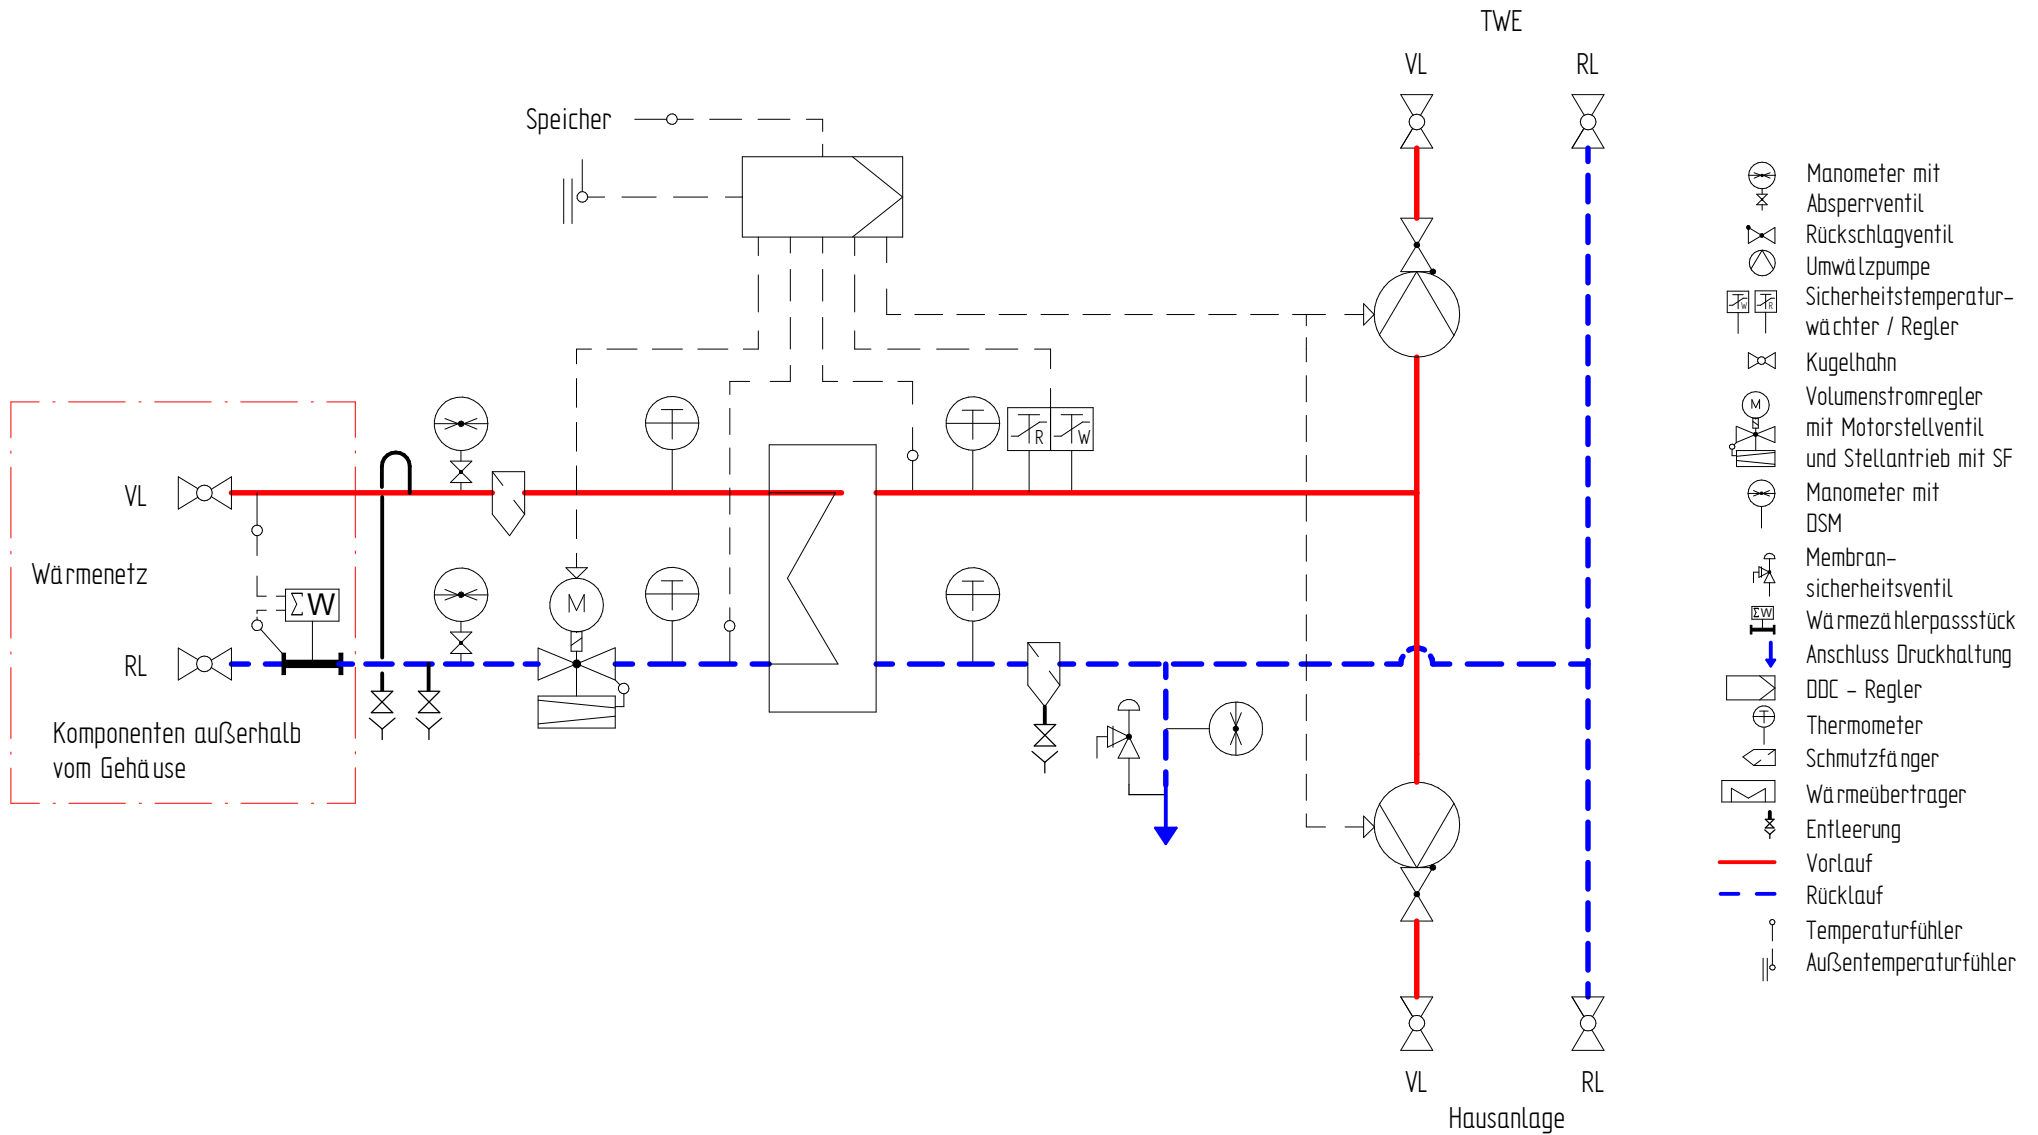 TWE
VL
RL
Speicher
R
W
VL
Wärmenetz
ΣW
M
RL
Komponenten außerhalb
vom Gehäuse
VL
RL
Hausanlage
Manometer mit
Absperrventil
Rückschlagventil
Umwälzpumpe
W
R
Sicherheitstemperatur-
wächter / Regler
Kugelhahn
M
Volumenstromregler
mit Motorstellventil
und Stellantrieb mit SF
Manometer mit
DSM
Membran-
sicherheitsventil
ΣW
Wärmezählerpassstück
Anschluss Druckhaltung
DDC - Regler
Thermometer
Schmutzfänger
Wärmeübertrager
Entleerung
Vorlauf
Rücklauf
Temperaturfühler
Außentemperaturfühler